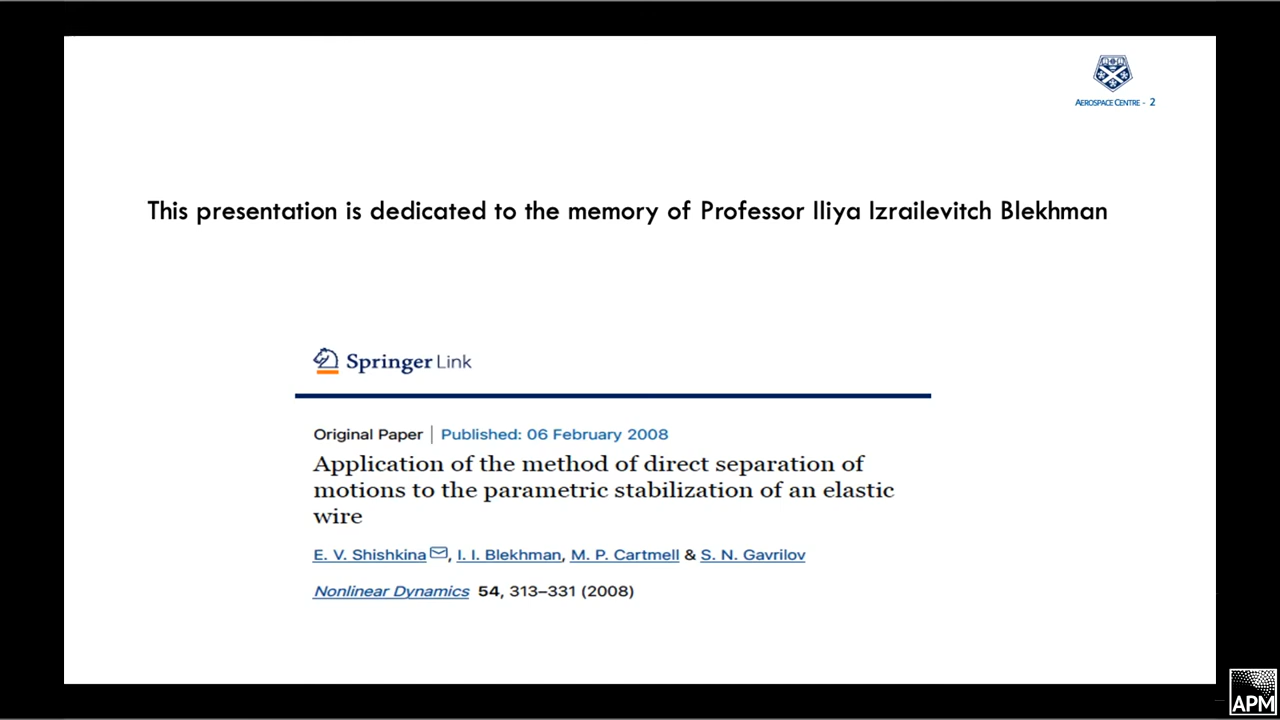 AEROSPACE CENTRE - 2
This presentation is dedicated to the memory of Professor Iliya Izrailevitch Blekhman
Springer Link
Original Paper | Published: 06 February 2008
Application of the method of direct separation of
motions to the parametric stabilization of an elastic
wire
E. V. Shishkina, I. I. Blekhman, M. P. Cartmell & S. N. Gavrilov
Nonlinear Dynamics 54, 313–331 (2008)
APM